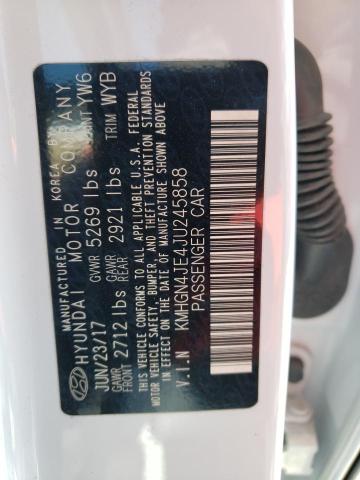 MANUFACTURED IN KOREA BY:
HYUNDAI MOTOR COMPANY
JUN/23/17 GVWR 5269 lbs PAINT YW6
GAWR FRONT 2712 lbs GAWR REAR 2921 lbs TRIM WYB
THIS VEHICLE CONFORMS TO ALL APPLICABLE U.S.A. FEDERAL
MOTOR VEHICLE SAFETY, BUMPER, AND THEFT PREVENTION
STANDARDS IN EFFECT ON THE DATE OF MANUFACTURE SHOWN ABOVE
V.I.N KMHGN4JE4JU245858
PASSENGER CAR